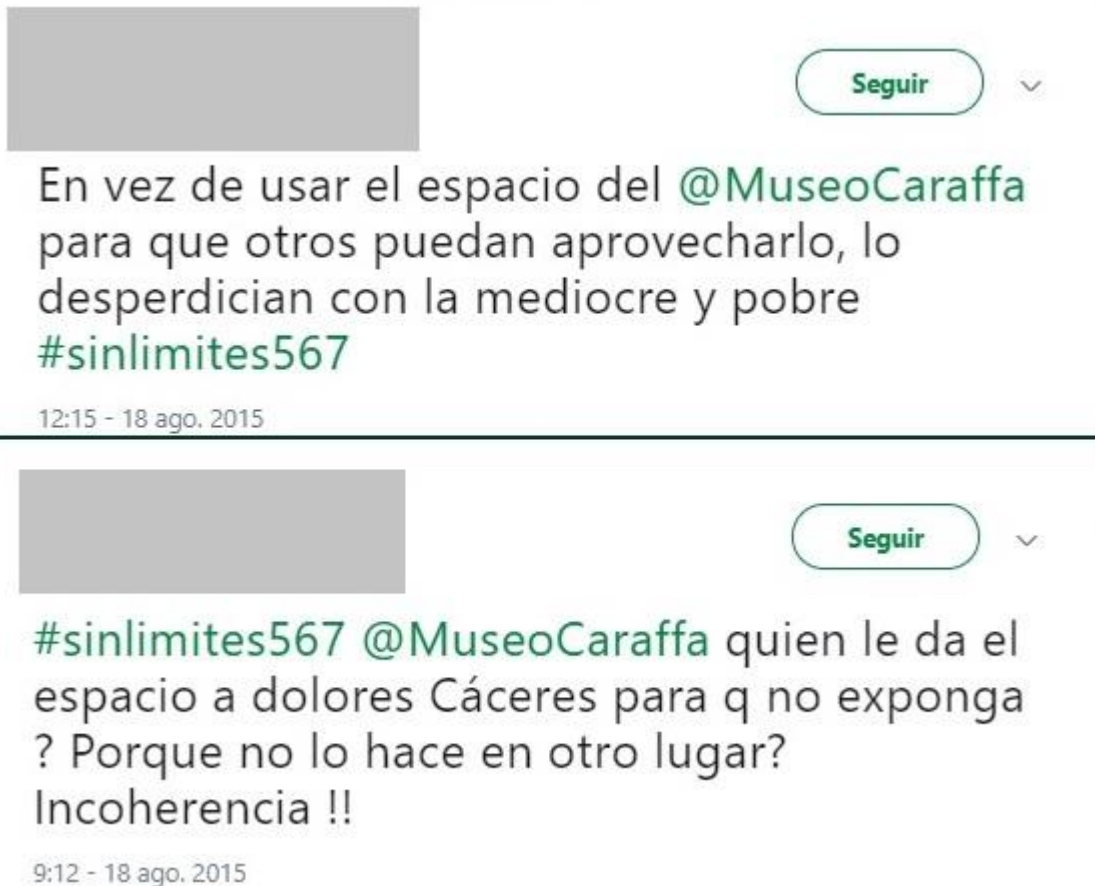 Seguir
En vez de usar el espacio del @MuseoCaraffa
para que otros puedan aprovecharlo, lo
desperdician con la mediocre y pobre
#sinlimites567
12:15 - 18 ago. 2015
Seguir
#sinlimites567 @MuseoCaraffa quien le da el
espacio a dolores Cáceres para q no exponga
? Porque no lo hace en otro lugar?
Incoherencia !!
9:12 - 18 ago. 2015